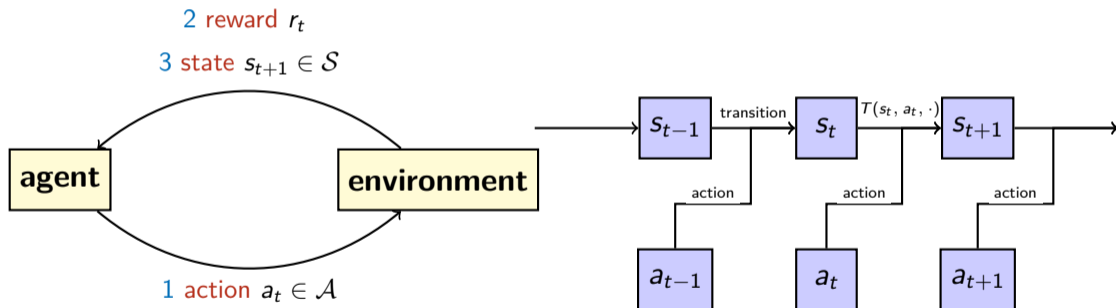 2 reward r_t
3 state s_{t+1} ∈ 𝒮
agent
environment
1 action a_t ∈ 𝒜
s_{t−1}
transition
s_t
T(s_t, a_t, ·)
s_{t+1}
action
action
action
a_{t−1}
a_t
a_{t+1}